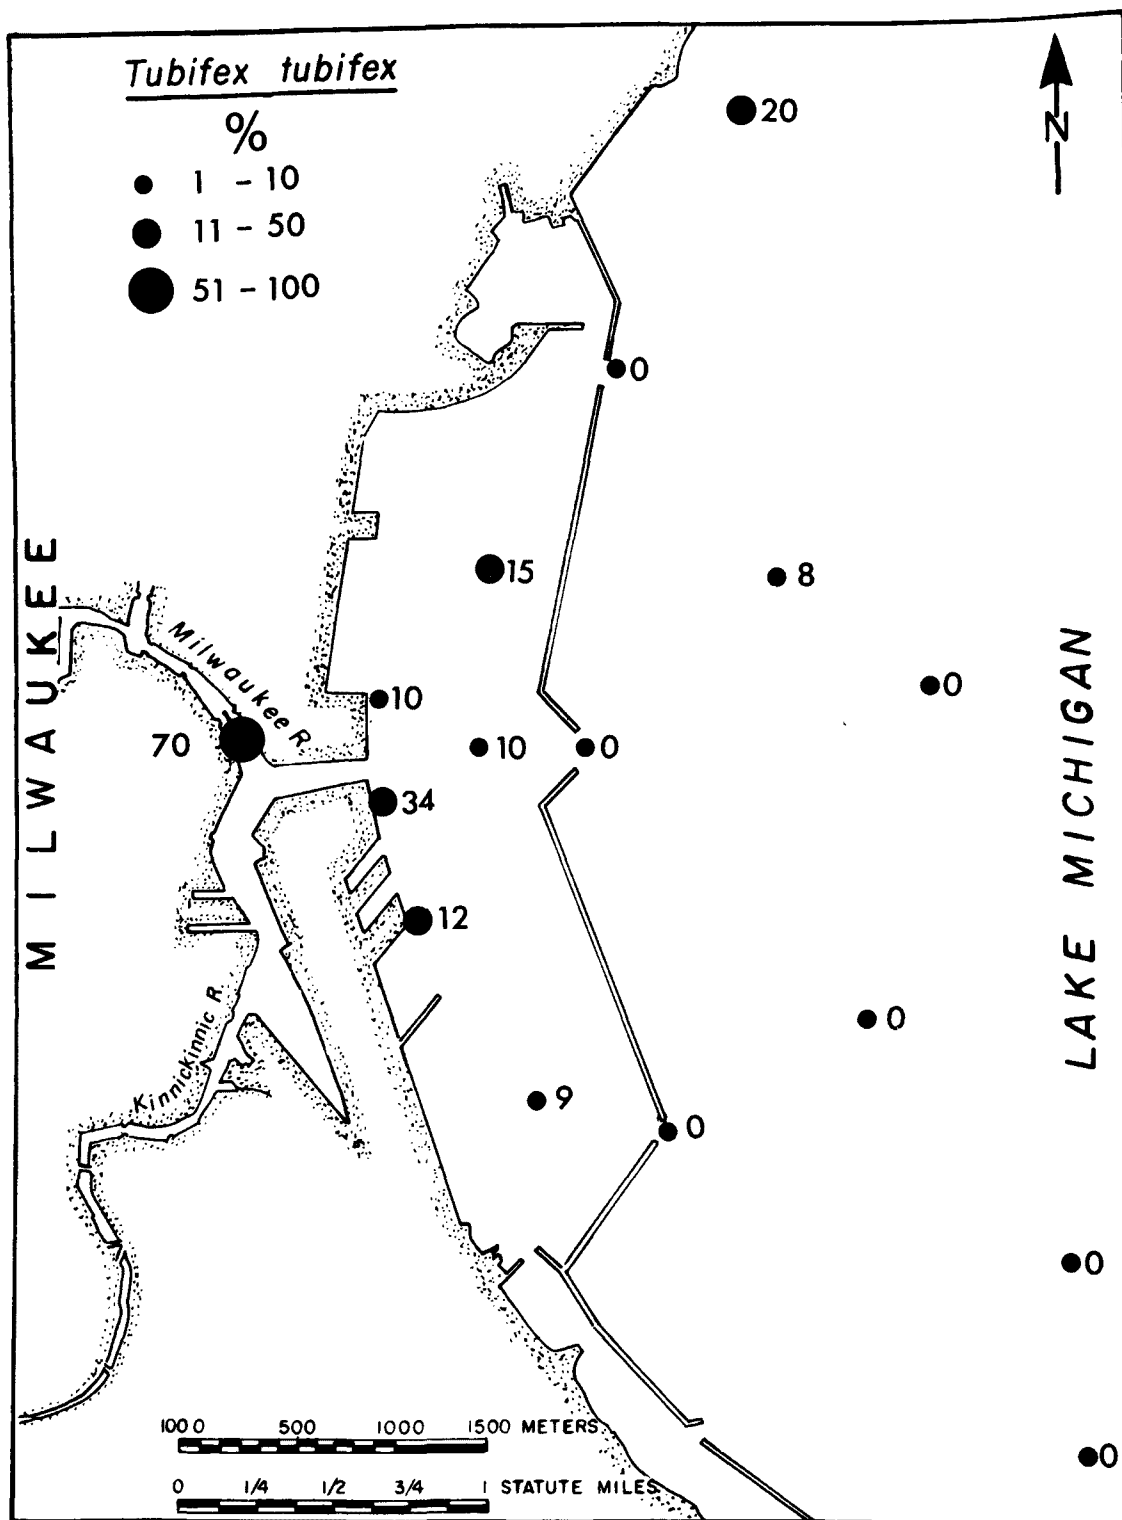 Tubifex tubifex
%
1 - 10
11 - 50
51 - 100
N
20
0
15
8
MILWAUKEE
Milwaukee R.
10
0
70
10
0
34
LAKE MICHIGAN
12
Kinnickinnic R.
0
9
0
0
0
1000 500 1000 1500 METERS
0 1/4 1/2 3/4 1 STATUTE MILES